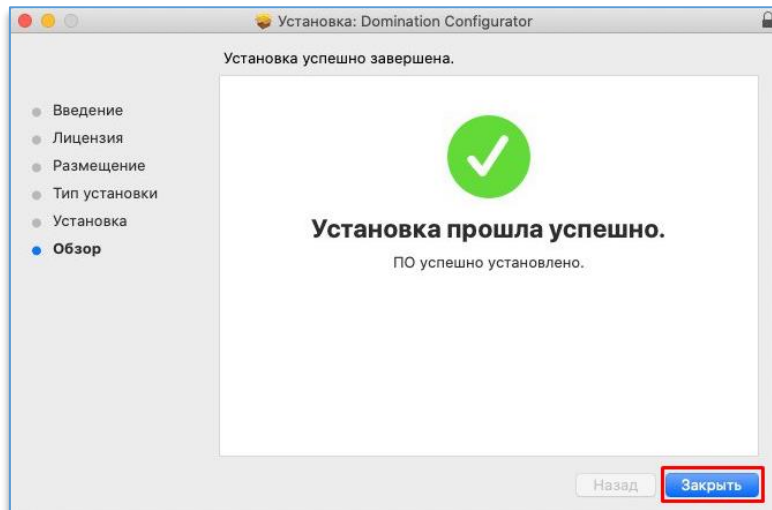 Установка: Domination Configurator
Установка успешно завершена.
Введение
Лицензия
Размещение
Тип установки
Установка
Обзор
Установка прошла успешно.
ПО успешно установлено.
Назад
Закрыть